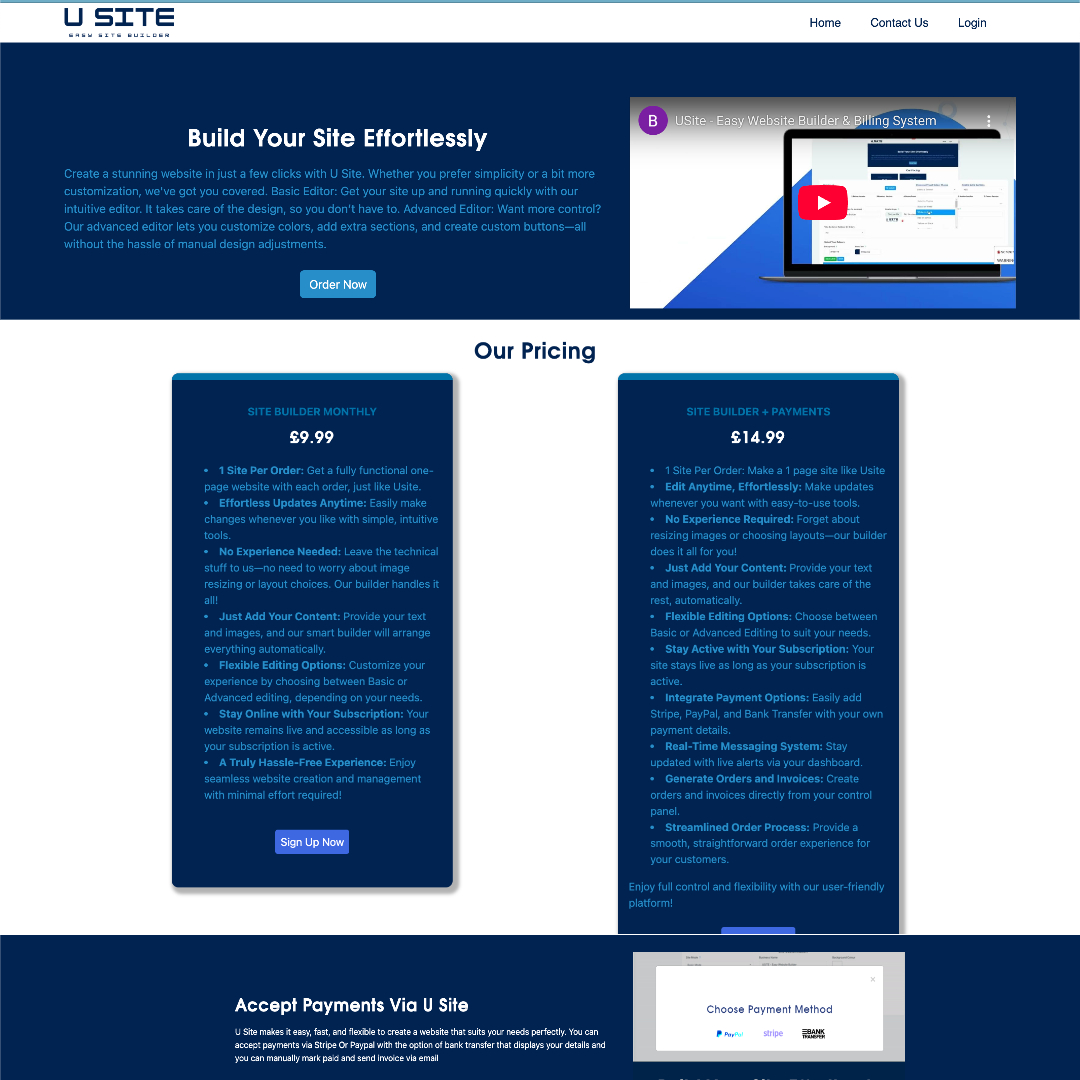 U SITE
EASY SITE BUILDER
Home
Contact Us
Login
Build Your Site Effortlessly
Create a stunning website in just a few clicks with U Site. Whether you prefer simplicity or a bit more
customization, we've got you covered. Basic Editor: Get your site up and running quickly with our
intuitive editor. It takes care of the design, so you don't have to. Advanced Editor: Want more control?
Our advanced editor lets you customize colors, add extra sections, and create custom buttons—all
without the hassle of manual design adjustments.
Order Now
B
USite - Easy Website Builder & Billing System
Our Pricing
SITE BUILDER MONTHLY
£9.99
• 1 Site Per Order: Get a fully functional one-
page website with each order, just like Usite.
• Effortless Updates Anytime: Easily make
changes whenever you like with simple, intuitive
tools.
• No Experience Needed: Leave the technical
stuff to us—no need to worry about image
resizing or layout choices. Our builder handles it
all!
• Just Add Your Content: Provide your text
and images, and our smart builder will arrange
everything automatically.
• Flexible Editing Options: Customize your
experience by choosing between Basic or
Advanced editing, depending on your needs.
• Stay Online with Your Subscription: Your
website remains live and accessible as long as
your subscription is active.
• A Truly Hassle-Free Experience: Enjoy
seamless website creation and management
with minimal effort required!
Sign Up Now
SITE BUILDER + PAYMENTS
£14.99
• 1 Site Per Order: Make a 1 page site like Usite
• Edit Anytime, Effortlessly: Make updates
whenever you want with easy-to-use tools.
• No Experience Required: Forget about
resizing images or choosing layouts—our builder
does it all for you!
• Just Add Your Content: Provide your text
and images, and our builder takes care of the
rest, automatically.
• Flexible Editing Options: Choose between
Basic or Advanced Editing to suit your needs.
• Stay Active with Your Subscription: Your
site stays live as long as your subscription is
active.
• Integrate Payment Options: Easily add
Stripe, PayPal, and Bank Transfer with your own
payment details.
• Real-Time Messaging System: Stay
updated with live alerts via your dashboard.
• Generate Orders and Invoices: Create
orders and invoices directly from your control
panel.
• Streamlined Order Process: Provide a
smooth, straightforward order experience for
your customers.
Enjoy full control and flexibility with our user-friendly
platform!
Accept Payments Via U Site
U Site makes it easy, fast, and flexible to create a website that suits your needs perfectly. You can
accept payments via Stripe Or Paypal with the option of bank transfer that displays your details and
you can manually mark paid and send invoice via email
×
Choose Payment Method
PayPal
stripe
BANK
TRANSFER